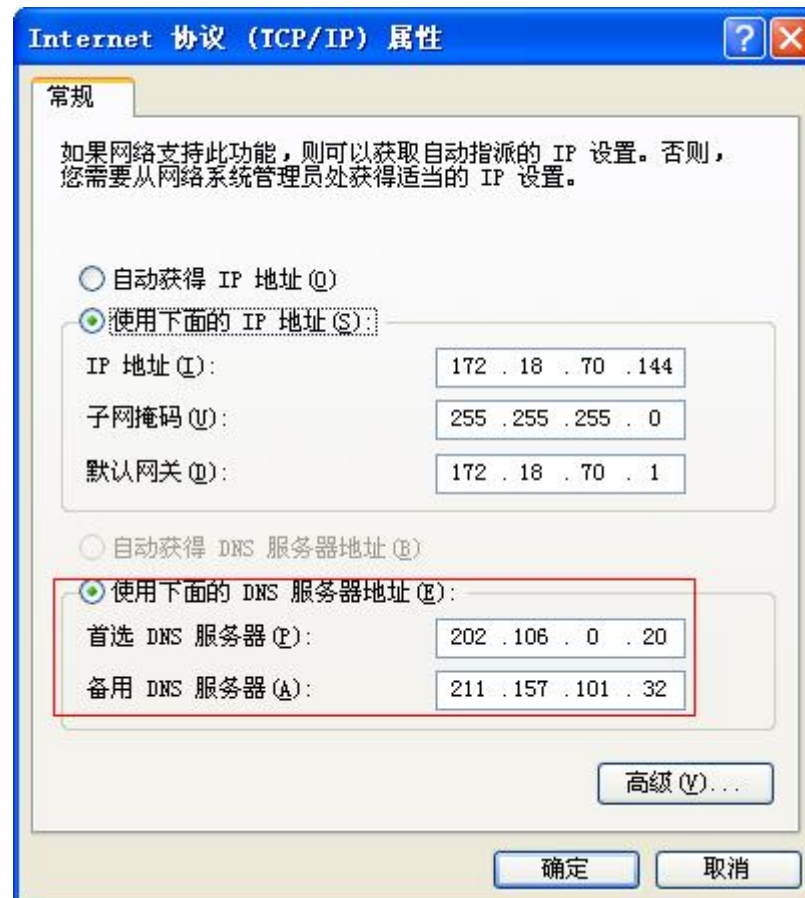 Internet 协议 (TCP/IP) 属性
常规
如果网络支持此功能，则可以获取自动指派的 IP 设置。否则，
您需要从网络系统管理员处获得适当的 IP 设置。
自动获得 IP 地址(O)
使用下面的 IP 地址(S):
IP 地址(I): 172 . 18 . 70 .144
子网掩码(U): 255 .255 .255 . 0
默认网关(D): 172 . 18 . 70 . 1
自动获得 DNS 服务器地址(B)
使用下面的 DNS 服务器地址(E):
首选 DNS 服务器(P): 202 .106 . 0 . 20
备用 DNS 服务器(A): 211 .157 .101 . 32
高级(V)...
确定 取消